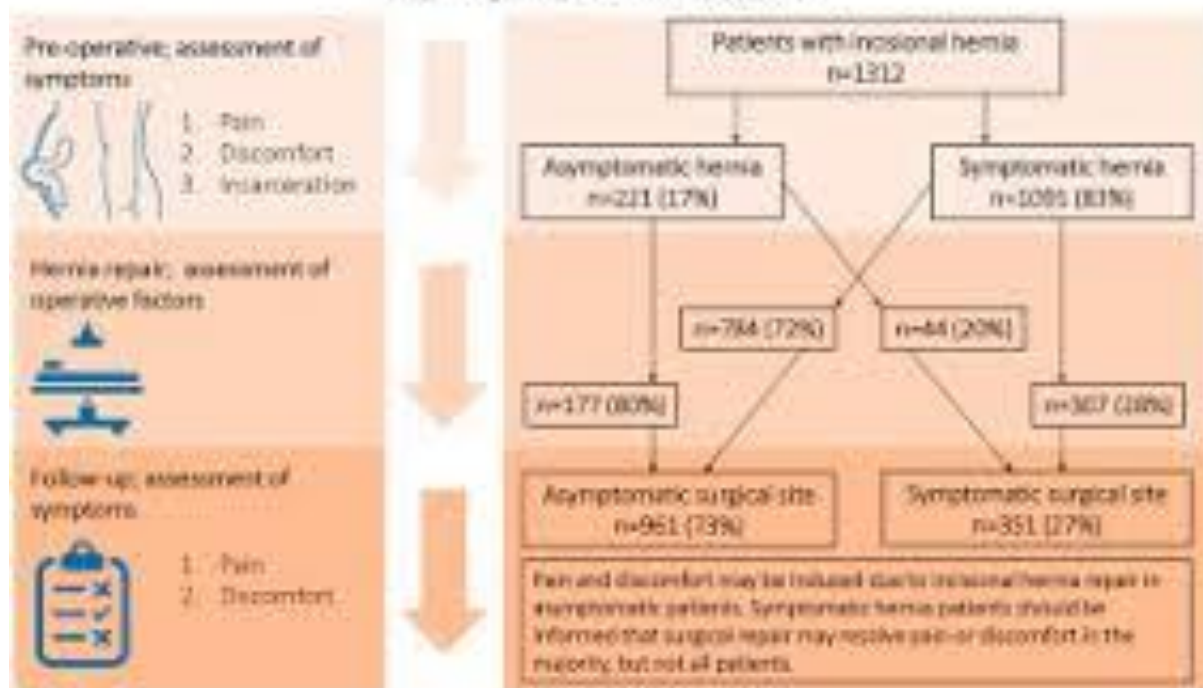 Pre-operative; assessment of
symptoms
1. Pain
2. Discomfort
3. Incarceration
Patients with incisional hernia
n=1312
Asymptomatic hernia
n=221 (17%)
Symptomatic hernia
n=1091 (83%)
Hernia repair; assessment of
operative factors
n=784 (72%)
n=44 (20%)
n=177 (80%)
n=307 (28%)
Follow-up; assessment of
symptoms
1. Pain
2. Discomfort
Asymptomatic surgical site
n=961 (73%)
Symptomatic surgical site
n=351 (27%)
Pain and discomfort may be induced due to incisional hernia repair in
asymptomatic patients. Symptomatic hernia patients should be
informed that surgical repair may resolve pain or discomfort in the
majority, but not all patients.